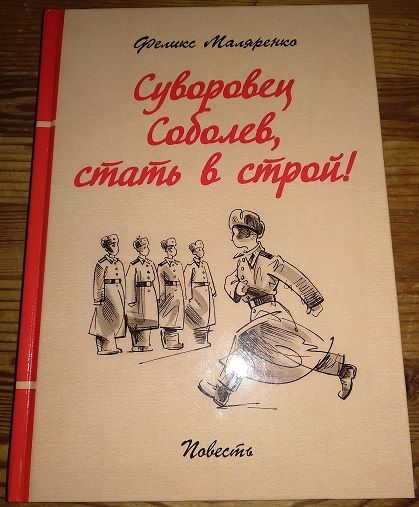 Феликс Маляренко
Суворовец
Соболев,
стать в строй!
Повесть